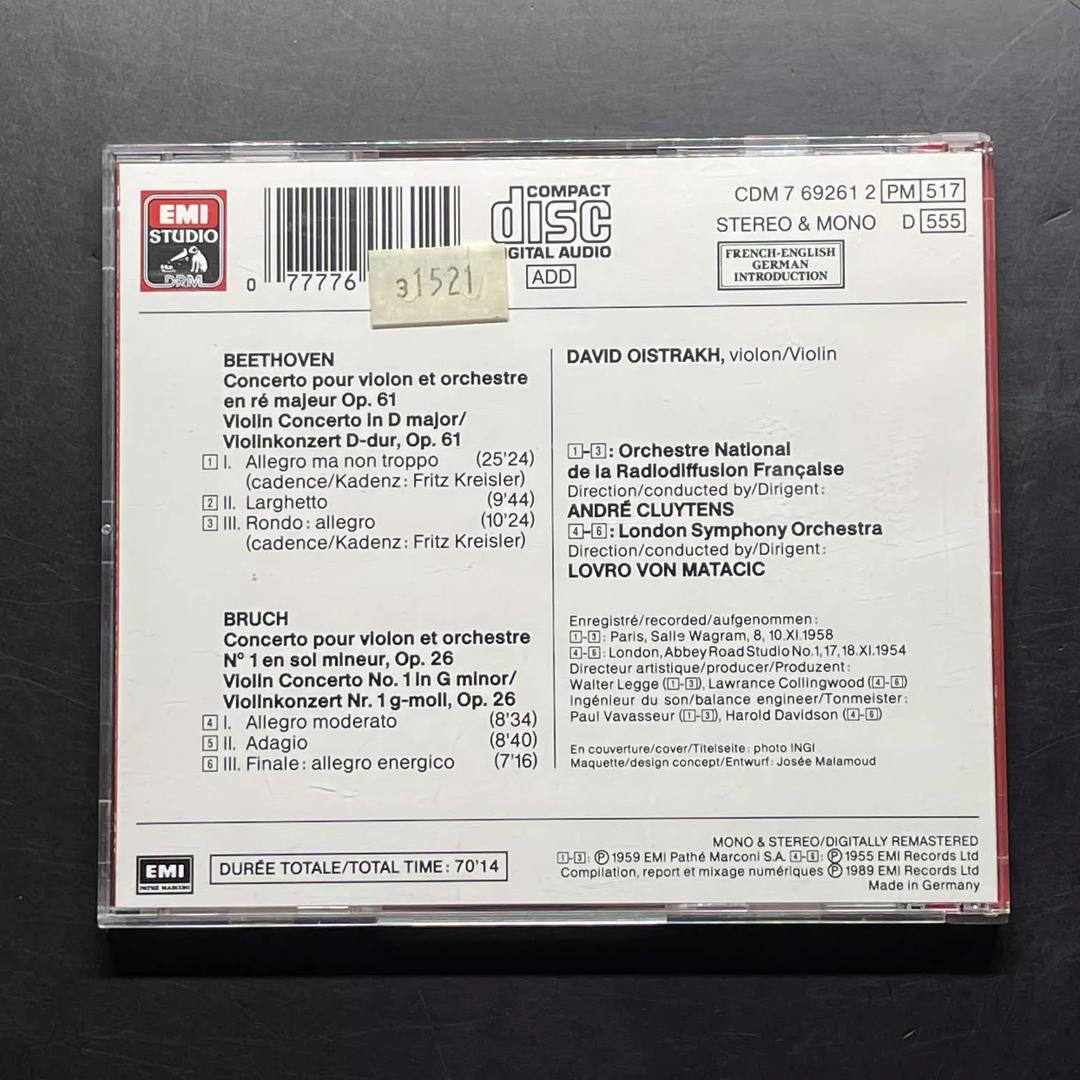 EMI
STUDIO
DRM
0 77776
31521
COMPACT
disc
DIGITAL AUDIO
ADD
CDM 7 69261 2 PM 517
STEREO & MONO D 555
FRENCH-ENGLISH
GERMAN
INTRODUCTION
BEETHOVEN
Concerto pour violon et orchestre
en ré majeur Op. 61
Violin Concerto in D major/
Violinkonzert D-dur, Op. 61
1 I. Allegro ma non troppo (25'24)
(cadence/Kadenz: Fritz Kreisler)
2 II. Larghetto (9'44)
3 III. Rondo: allegro (10'24)
(cadence/Kadenz: Fritz Kreisler)
BRUCH
Concerto pour violon et orchestre
N° 1 en sol mineur, Op. 26
Violin Concerto No. 1 in G minor/
Violinkonzert Nr. 1 g-moll, Op. 26
4 I. Allegro moderato (8'34)
5 II. Adagio (8'40)
6 III. Finale: allegro energico (7'16)
DAVID OISTRAKH, violon/Violin
1-3: Orchestre National
de la Radiodiffusion Française
Direction/conducted by/Dirigent:
ANDRÉ CLUYTENS
4-6: London Symphony Orchestra
Direction/conducted by/Dirigent:
LOVRO VON MATACIC
Enregistré/recorded/aufgenommen:
1-3: Paris, Salle Wagram, 8, 10.XI.1958
4-6: London, Abbey Road Studio No.1, 17, 18.XI.1954
Directeur artistique/producer/Produzent:
Walter Legge (1-3), Lawrance Collingwood (4-6)
Ingénieur du son/balance engineer/Tonmeister:
Paul Vavasseur (1-3), Harold Davidson (4-6)
En couverture/cover/Titelseite: photo INGI
Maquette/design concept/Entwurf: Josée Malamoud
EMI
PATHÉ MARCONI
DURÉE TOTALE/TOTAL TIME: 70'14
MONO & STEREO/DIGITALLY REMASTERED
1-3: ℗ 1959 EMI Pathé Marconi S.A. 4-6: ℗ 1955 EMI Records Ltd
Compilation, report et mixage numériques ℗ 1989 EMI Records Ltd
Made in Germany